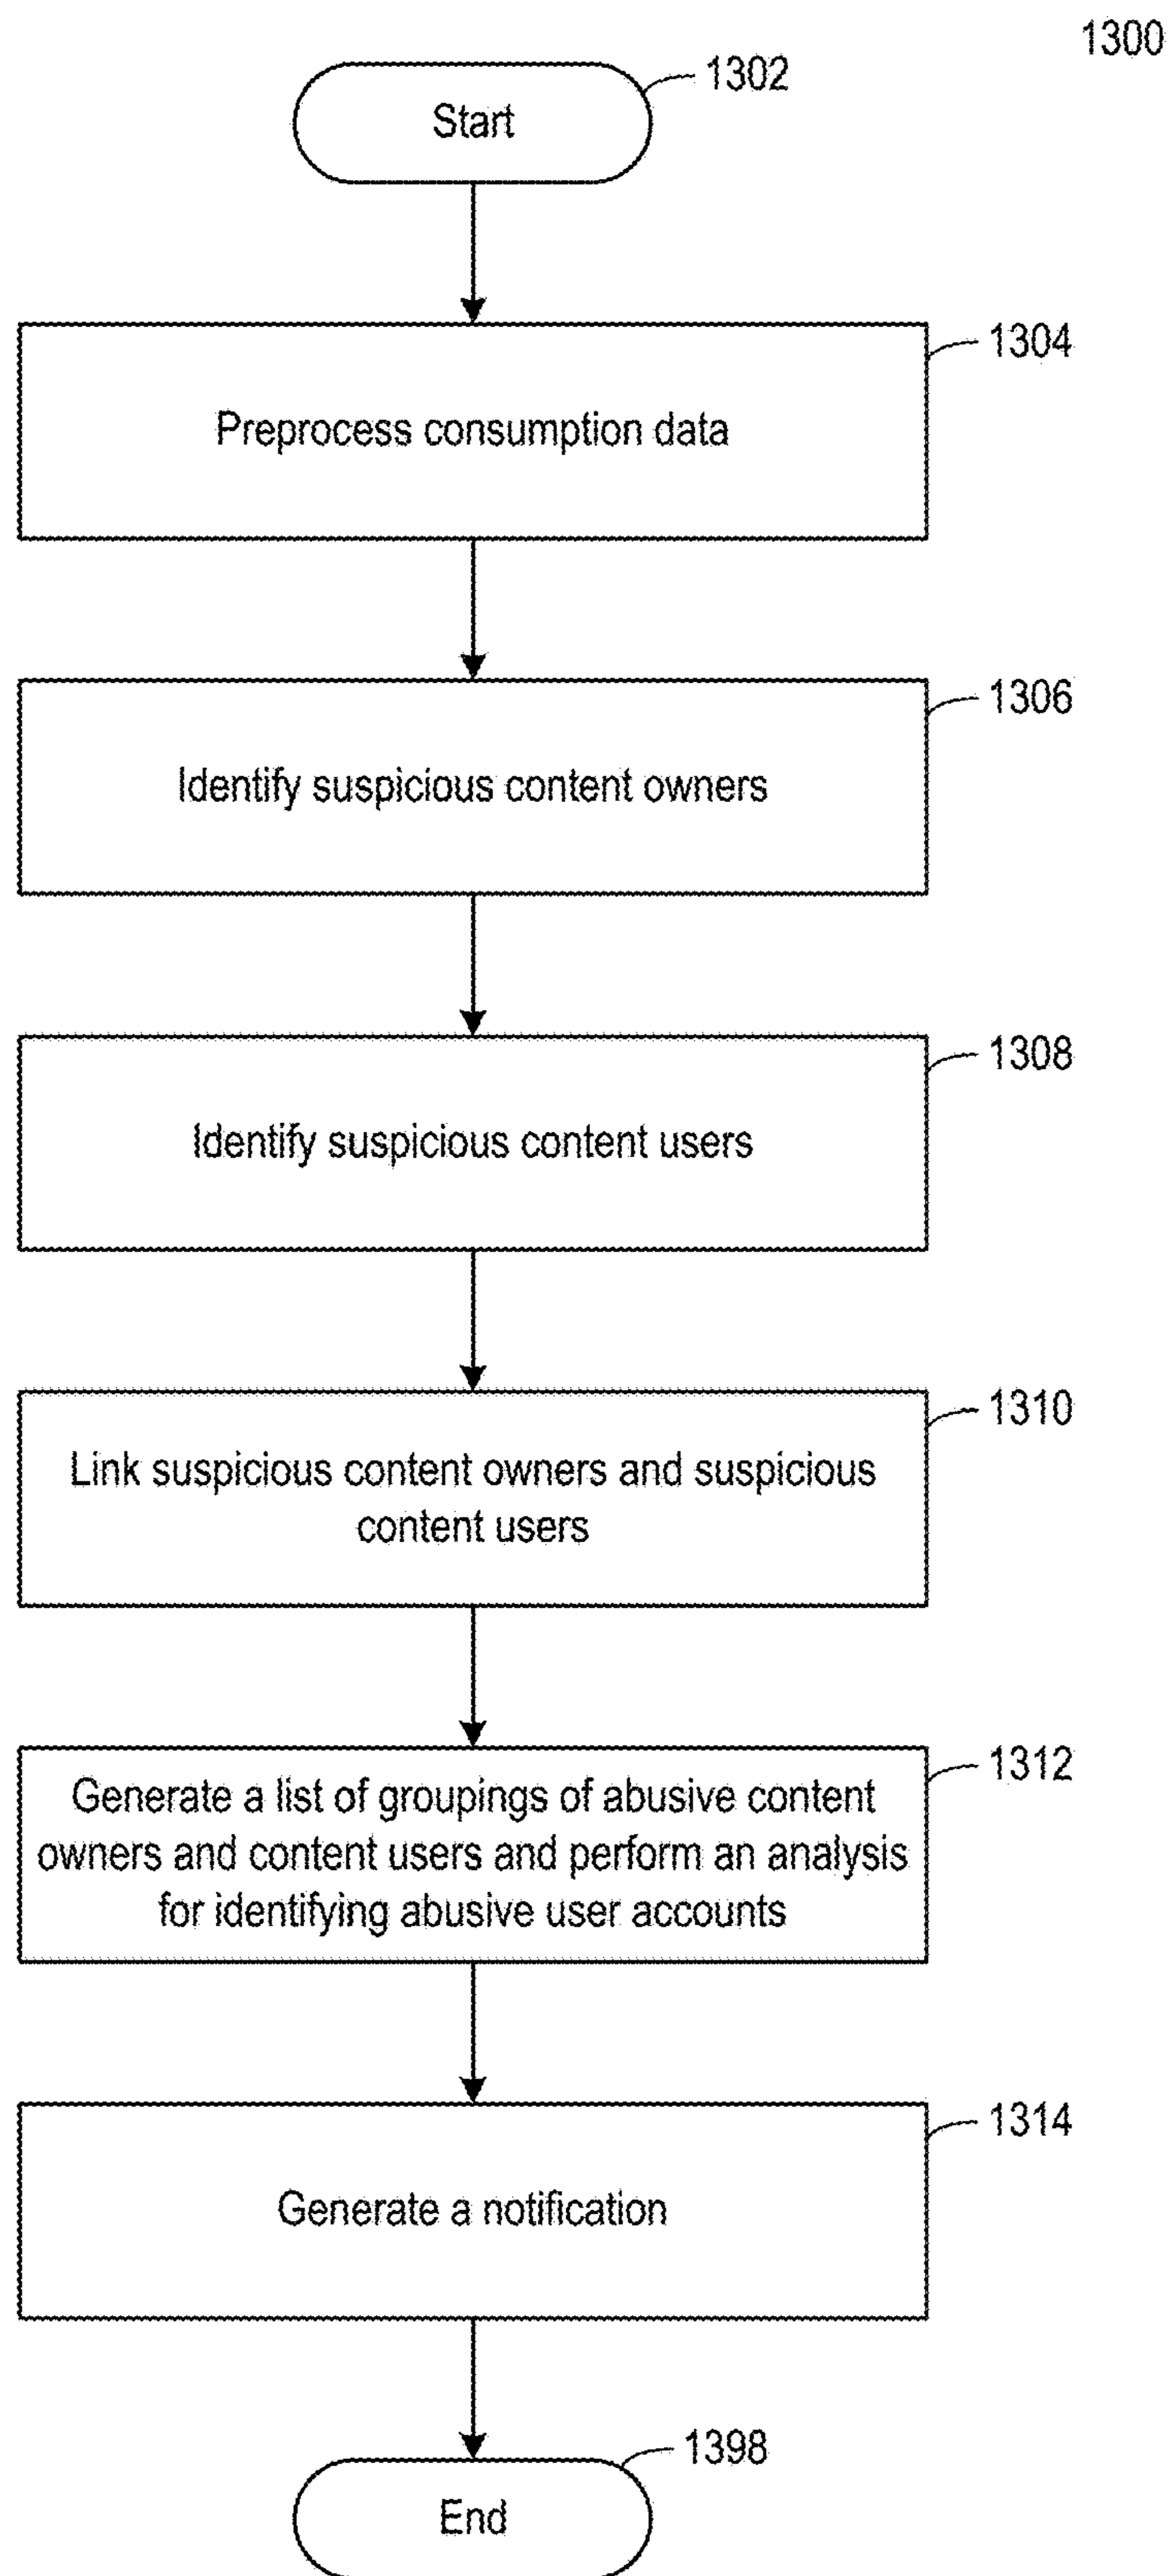 1300
1302
Start
1304
Preprocess consumption data
1306
Identify suspicious content owners
1308
Identify suspicious content users
1310
Link suspicious content owners and suspicious
content users
1312
Generate a list of groupings of abusive content
owners and content users and perform an analysis
for identifying abusive user accounts
1314
Generate a notification
1398
End